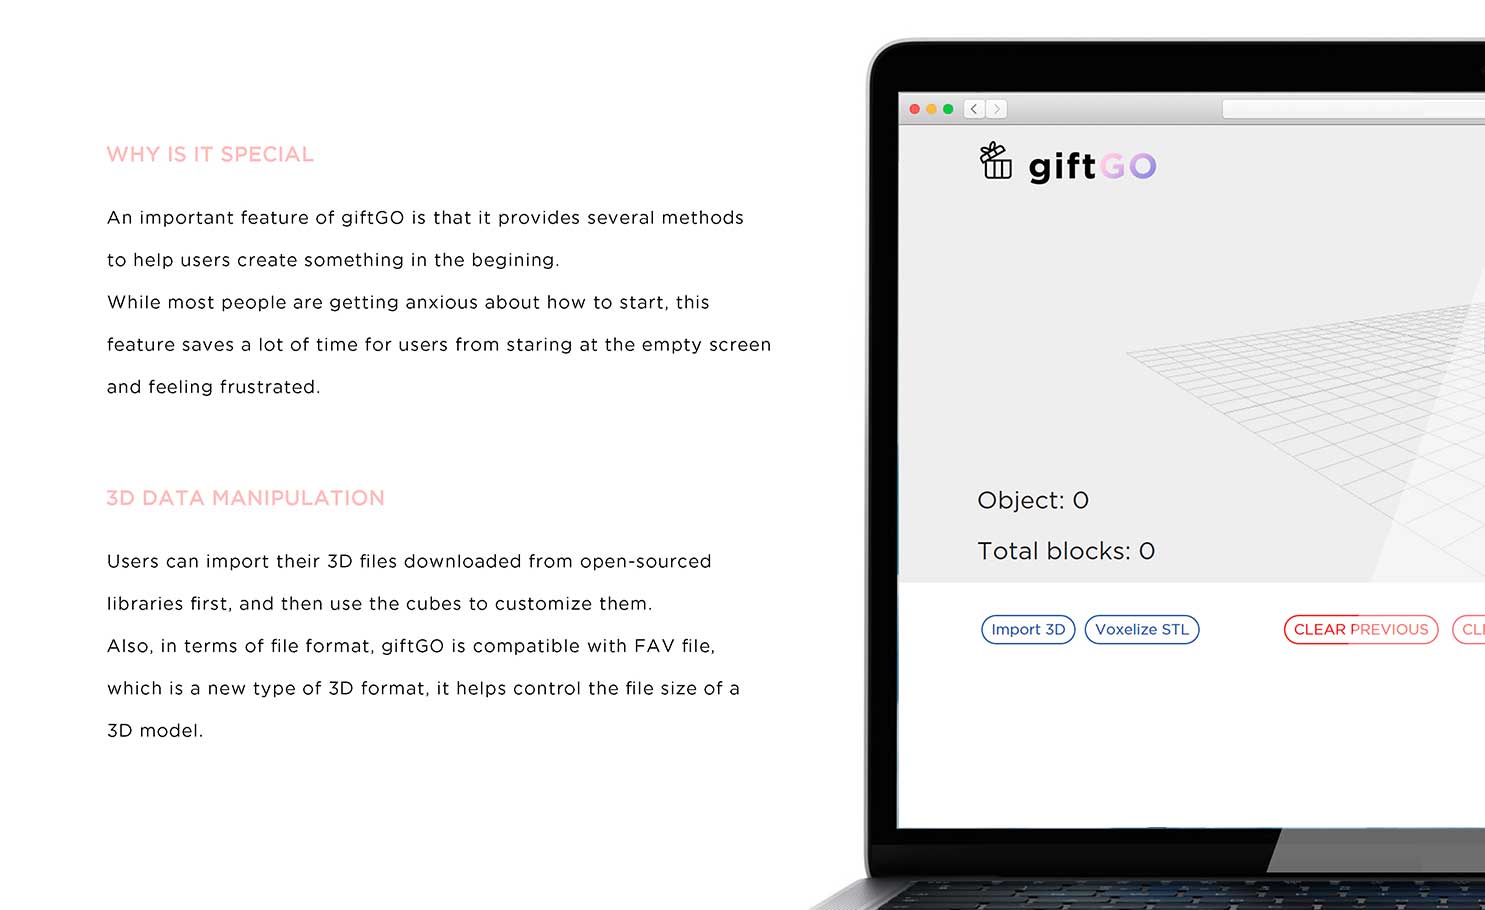 WHY IS IT SPECIAL
An important feature of giftGO is that it provides several methods
to help users create something in the begining.
While most people are getting anxious about how to start, this
feature saves a lot of time for users from staring at the empty screen
and feeling frustrated.
3D DATA MANIPULATION
Users can import their 3D files downloaded from open-sourced
libraries first, and then use the cubes to customize them.
Also, in terms of file format, giftGO is compatible with FAV file,
which is a new type of 3D format, it helps control the file size of a
3D model.
giftGO
Object: 0
Total blocks: 0
Import 3D
Voxelize STL
CLEAR PREVIOUS